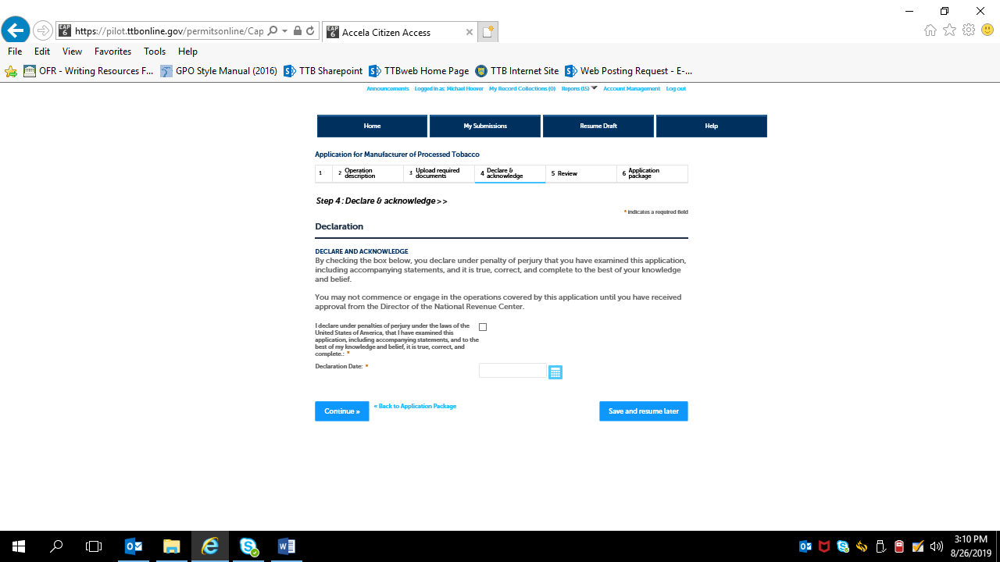 EAP 6 https://pilot.ttbonline.gov/permitsonline/Cap
EAP 6 Accela Citizen Access
File Edit View Favorites Tools Help
OFR - Writing Resources F... GPO Style Manual (2016) TTB Sharepoint TTBweb Home Page TTB Internet Site Web Posting Request - E-...
Announcements Logged in as: Michael Hoover My Record Collections (0) Reports (15) Account Management Log out
Home My Submissions Resume Draft Help
Application for Manufacturer of Processed Tobacco
1 2 Operation description 3 Upload required documents 4 Declare & acknowledge 5 Review 6 Application package
Step 4 : Declare & acknowledge >>
* indicates a required field
Declaration
DECLARE AND ACKNOWLEDGE
By checking the box below, you declare under penalty of perjury that you have examined this application,
including accompanying statements, and it is true, correct, and complete to the best of your knowledge
and belief.
You may not commence or engage in the operations covered by this application until you have received
approval from the Director of the National Revenue Center.
I declare under penalties of perjury under the laws of the
United States of America, that I have examined this
application, including accompanying statements, and to the
best of my knowledge and belief, it is true, correct, and
complete.: *
Declaration Date: *
Continue » « Back to Application Package Save and resume later
3:10 PM
8/26/2019